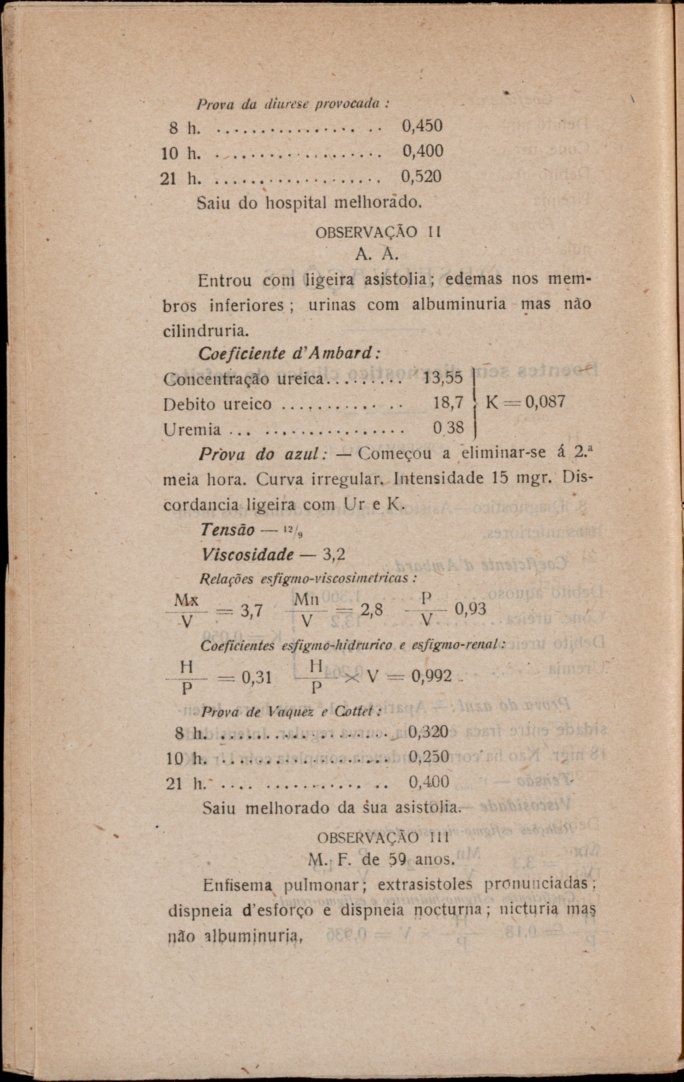 Prova da diurese provocada :
8 h. .................. 0,450
10 h. .................. 0,400
21 h. .................. 0,520
Saiu do hospital melhorado.
OBSERVAÇÃO II
A. A.
Entrou com ligeira asistolia; edemas nos mem-
bros inferiores ; urinas com albuminuria mas não
cilindruria.
Coeficiente d'Ambard :
Concentração ureica......... 13,55
Debito ureico .............. 18,7 K = 0,087
Uremia ... ................ 0,38
Prova do azul : — Começou a eliminar-se á 2.ª
meia hora. Curva irregular. Intensidade 15 mgr. Dis-
cordancia ligeira com Ur e K.
Tensão — 12/9
Viscosidade — 3,2
Relações esfigmo-viscosimetricas :
Mx/V = 3,7 Mn/V = 2,8 P/V 0,93
Coeficientes esfigmo-hidrurico e esfigmo-renal :
H/P = 0,31 H/P × V = 0,992
Prova de Vaquez e Cottet :
8 h. .................... 0,320
10 h. .................... 0,250
21 h. .................... 0,400
Saiu melhorado da sua asistolia.
OBSERVAÇÃO III
M. F. de 59 anos.
Enfisema pulmonar; extrasistoles pronunciadas;
dispneia d'esforço e dispneia nocturna ; nicturia mas
não albuminuria,